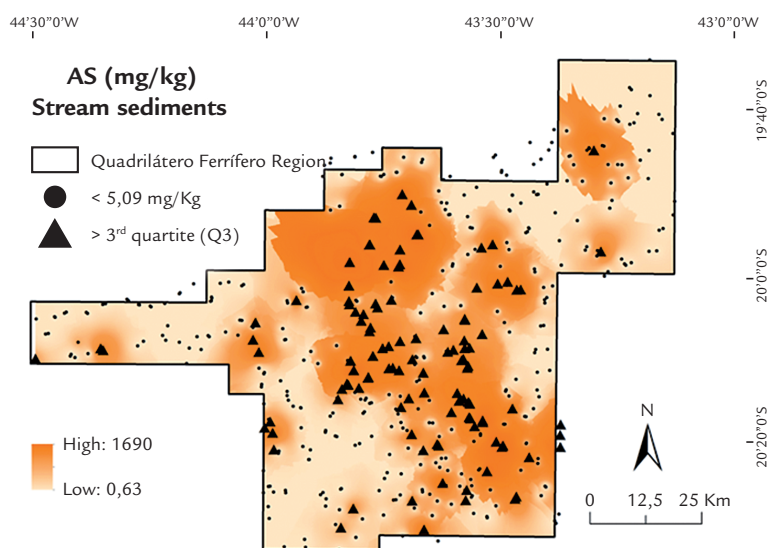 44°30”0”W
44°0”0”W
43°30”0”W
43°0”0”W
AS (mg/kg)
Stream sediments
Quadrilátero Ferrífero Region
< 5,09 mg/Kg
> 3rd quartite (Q3)
High: 1690
Low: 0,63
19°40”0”S
20°0”0”S
20°20”0”S
N
0 12,5 25 Km